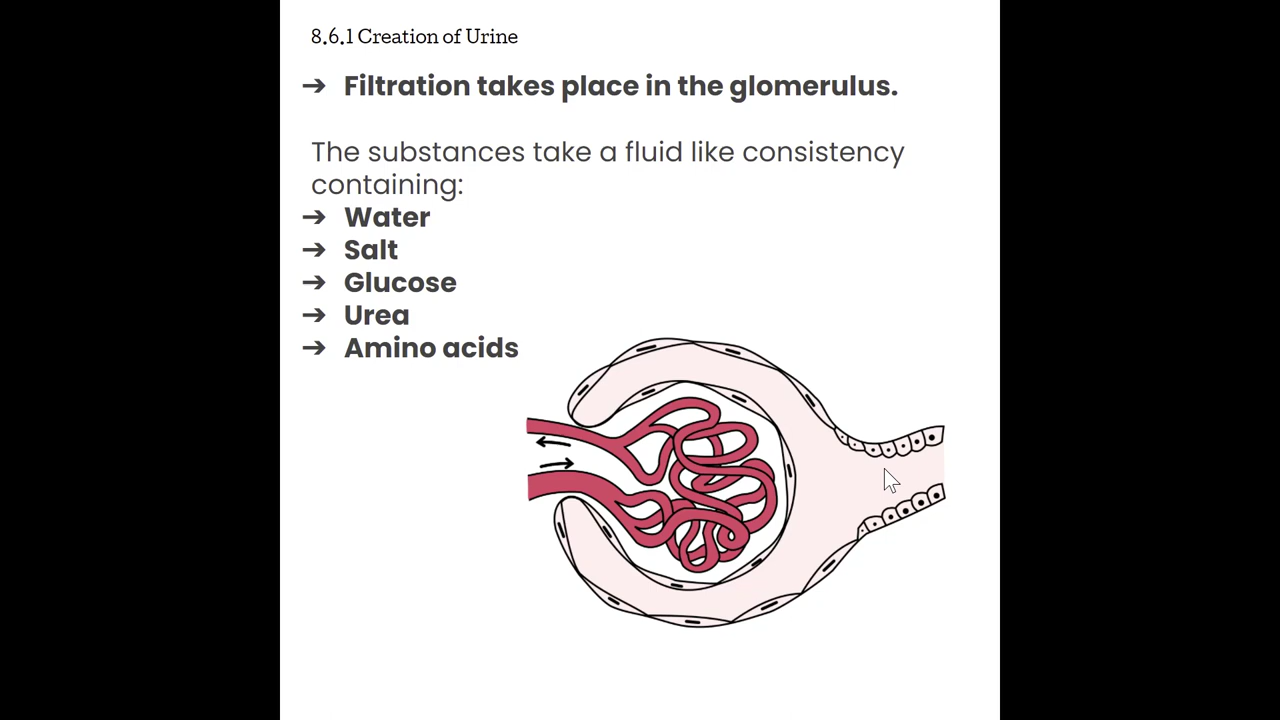 8.6.1 Creation of Urine
➔ Filtration takes place in the glomerulus.
The substances take a fluid like consistency
containing:
➔ Water
➔ Salt
➔ Glucose
➔ Urea
➔ Amino acids